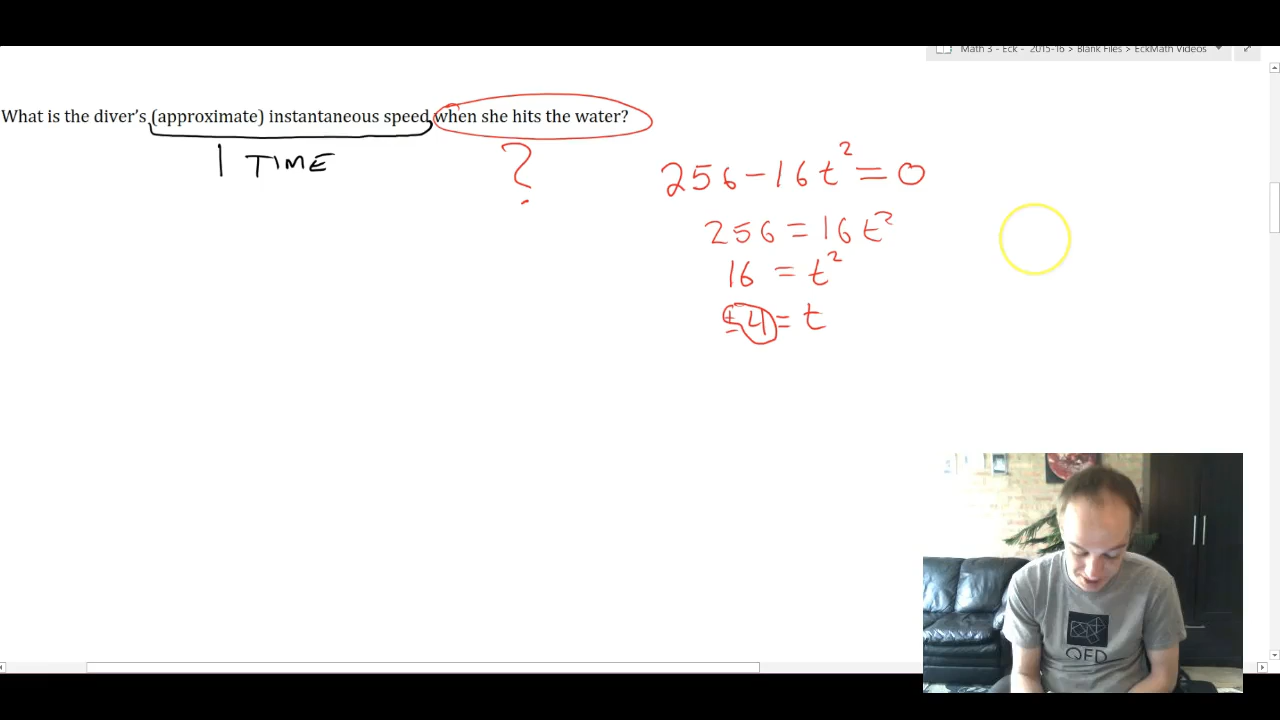 Math 3 - Eck - 2015-16 > Blank Files > EckMath Videos
What is the diver's (approximate) instantaneous speed when she hits the water?
1 TIME
?
256-16t²=0
256=16t²
16=t²
±4=t
QED